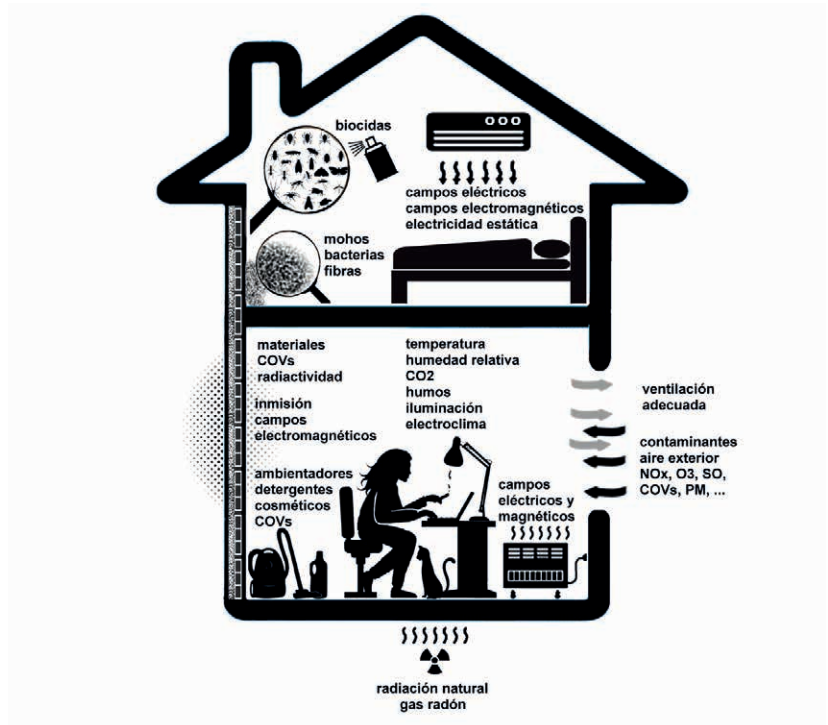 biocidas
campos eléctricos
campos electromagnéticos
electricidad estática
mohos
bacterias
fibras
materiales
COVs
radiactividad
temperatura
humedad relativa
CO2
humos
iluminación
electroclima
inmisión
campos
electromagnéticos
ventilación
adecuada
contaminantes
aire exterior
NOx, O3, SO,
COVs, PM, ...
ambientadores
detergentes
cosméticos
COVs
campos
eléctricos y
magnéticos
radiación natural
gas radón